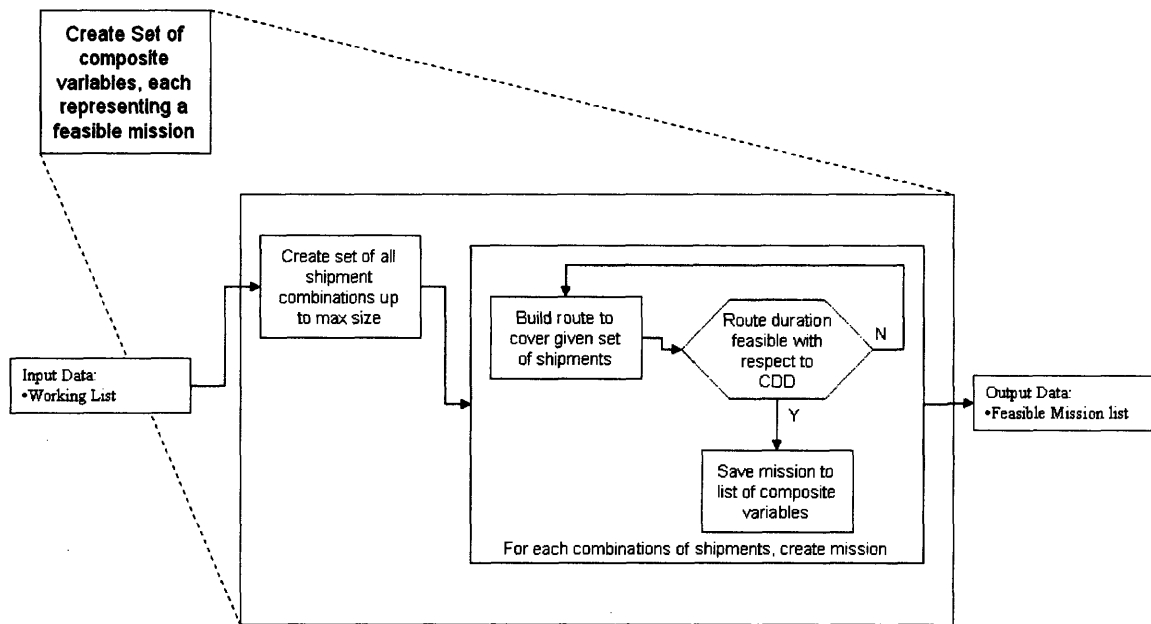 Create Set of
composite
variables, each
representing a
feasible mission
Create set of all
shipment
combinations up
to max size
Build route to
cover given set
of shipments
Route duration
feasible with
respect to
CDD
N
Y
Save mission to
list of composite
variables
For each combinations of shipments, create mission
Input Data:
•Working List
Output Data:
•Feasible Mission list